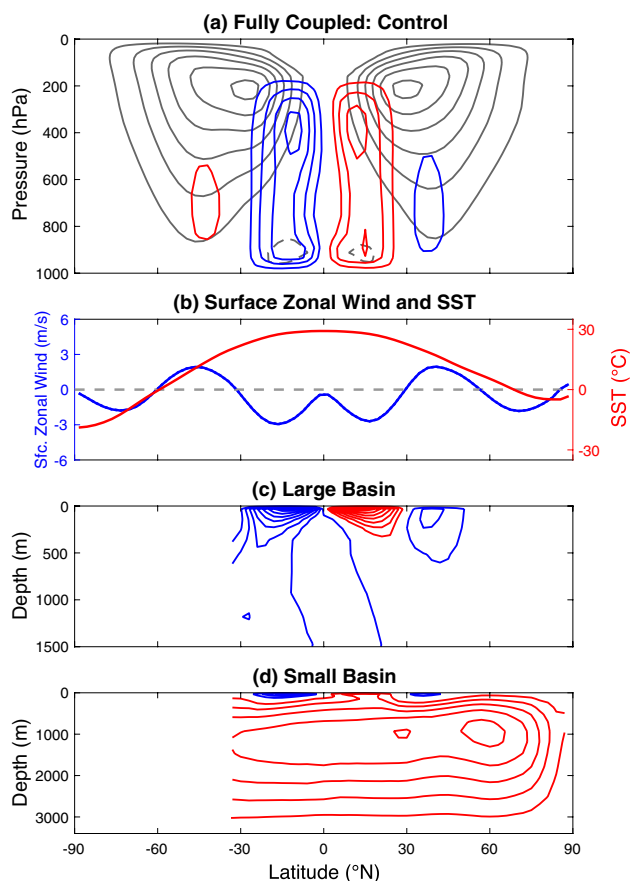 (a) Fully Coupled: Control
0
200
400
600
800
1000
Pressure (hPa)
(b) Surface Zonal Wind and SST
6
3
0
-3
-6
Sfc. Zonal Wind (m/s)
30
0
-30
SST (°C)
(c) Large Basin
0
500
1000
1500
Depth (m)
(d) Small Basin
0
1000
2000
3000
Depth (m)
-90 -60 -30 0 30 60 90
Latitude (°N)